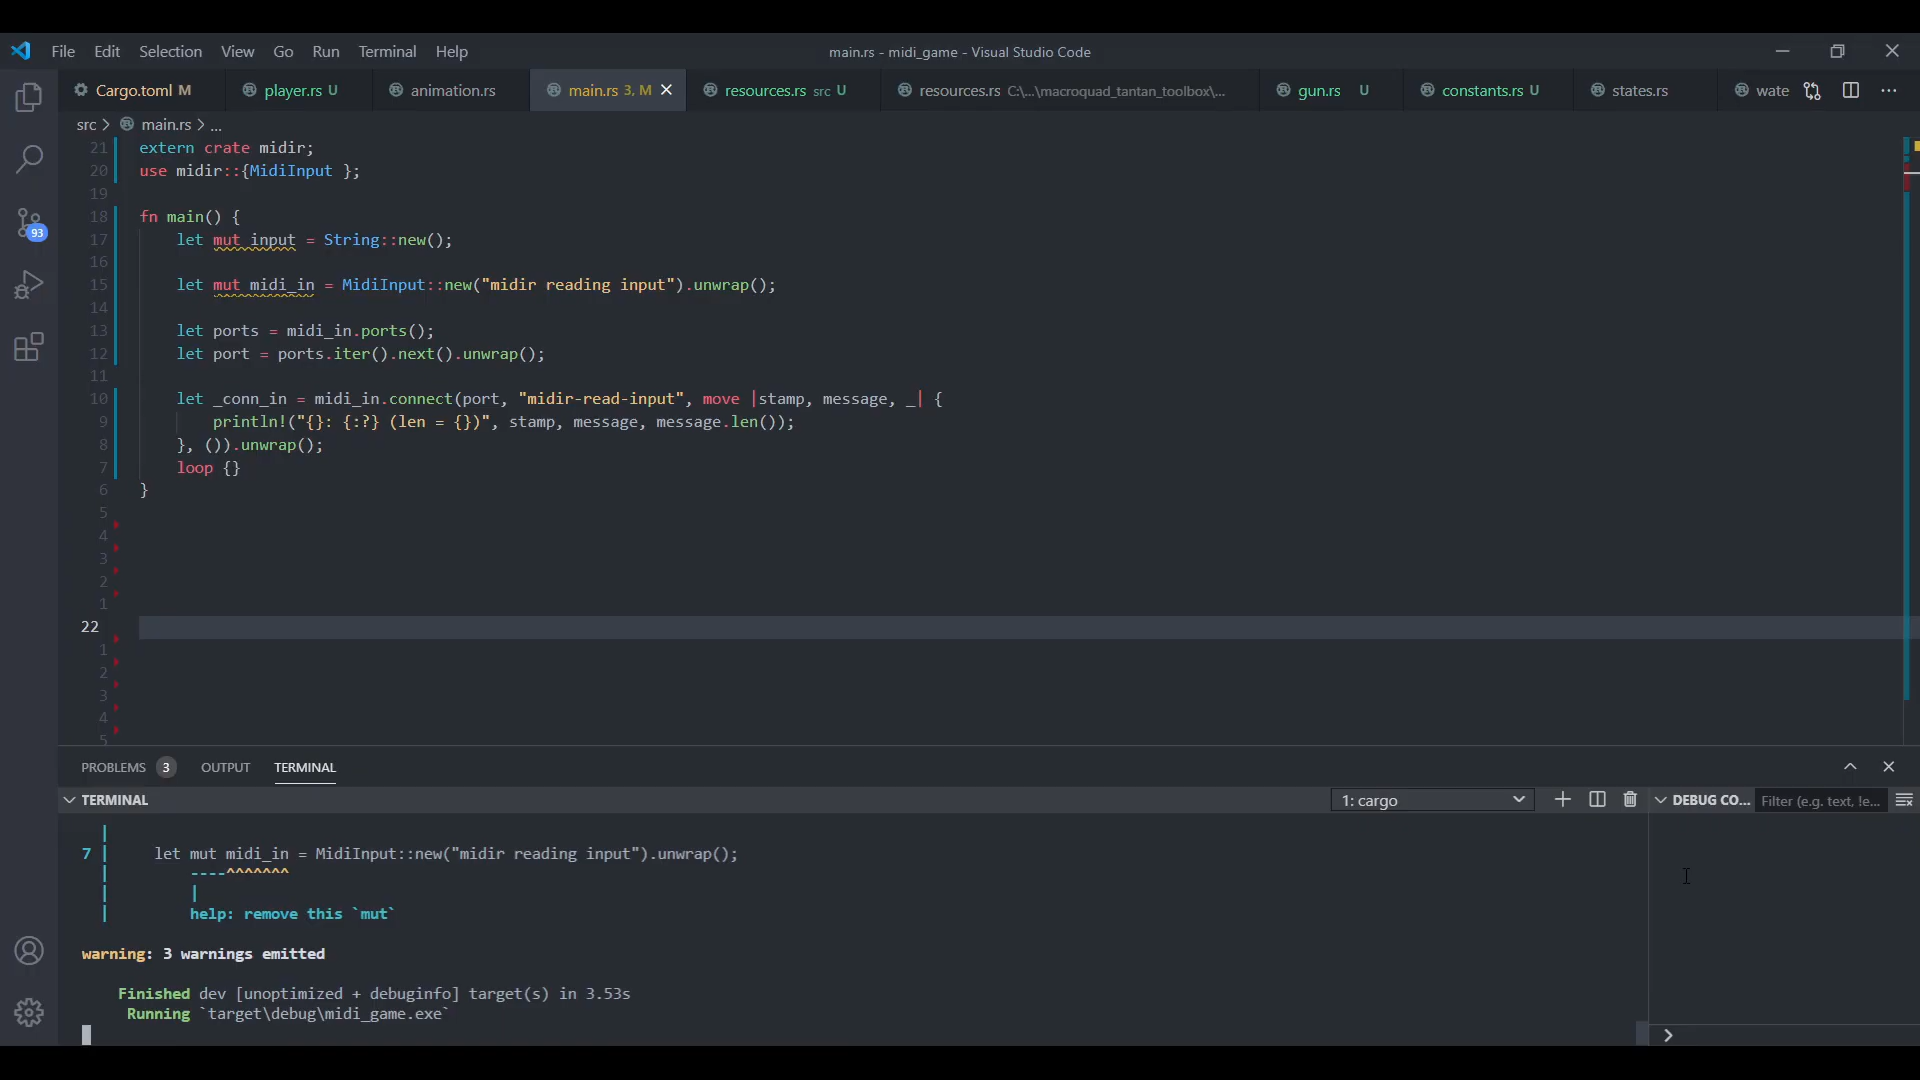 File Edit Selection View Go Run Terminal Help
main.rs - midi_game - Visual Studio Code
Cargo.toml M
player.rs U
animation.rs
main.rs 3, M
resources.rs src U
resources.rs C:\...\macroquad_tantan_toolbox\...
gun.rs U
constants.rs U
states.rs
wate
src > main.rs > ...
93
21 extern crate midir;
20 use midir::{MidiInput };
19
18 fn main() {
17 let mut input = String::new();
16
15 let mut midi_in = MidiInput::new("midir reading input").unwrap();
14
13 let ports = midi_in.ports();
12 let port = ports.iter().next().unwrap();
11
10 let _conn_in = midi_in.connect(port, "midir-read-input", move |stamp, message, _| {
9 println!("{}: {:?} (len = {})", stamp, message, message.len());
8 }, ()).unwrap();
7 loop {}
6 }
5
4
3
2
1
22
1
2
3
4
5
PROBLEMS 3 OUTPUT TERMINAL
TERMINAL
1: cargo
DEBUG CO...
Filter (e.g. text, !e...
|
7 | let mut midi_in = MidiInput::new("midir reading input").unwrap();
| ----^^^^^^^
| |
| help: remove this `mut`
warning: 3 warnings emitted
Finished dev [unoptimized + debuginfo] target(s) in 3.53s
Running `target\debug\midi_game.exe`
>